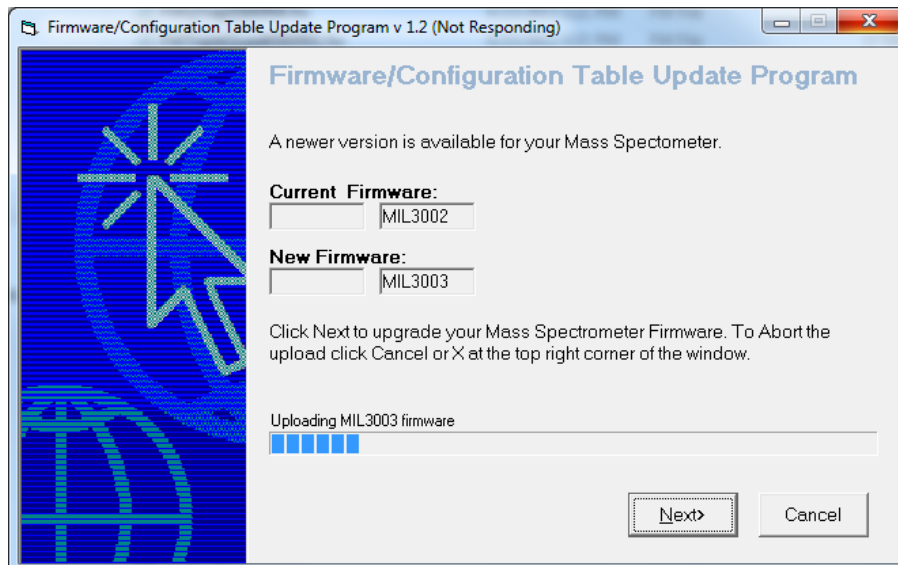 Firmware/Configuration Table Update Program v 1.2 (Not Responding)
Firmware/Configuration Table Update Program
A newer version is available for your Mass Spectometer.
Current Firmware:
MIL3002
New Firmware:
MIL3003
Click Next to upgrade your Mass Spectrometer Firmware. To Abort the
upload click Cancel or X at the top right corner of the window.
Uploading MIL3003 firmware
Next>
Cancel